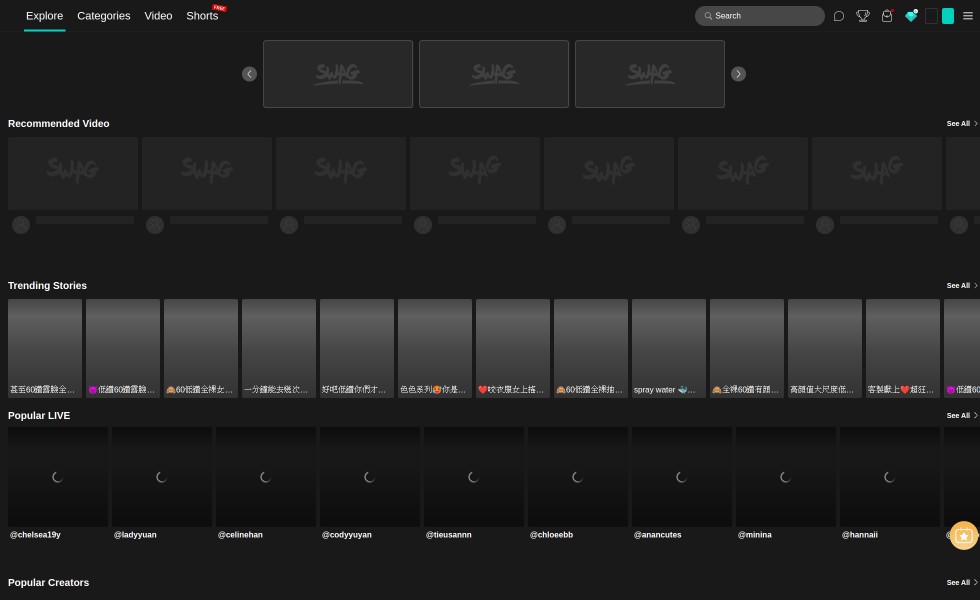 Explore Categories Video Shorts FREE
Search
SWAG SWAG SWAG
Recommended Video See All
SWAG SWAG SWAG SWAG SWAG SWAG SWAG
Trending Stories See All
甚至60鑽露臉全... 😈低鑽60鑽露臉... 🙈60低鑽全裸女... 一分鐘能去幾次... 好吧低鑽你們才... 色色系列🥵你是... ❤️咬衣服女上搖... 🙈60低鑽全裸抽... spray water 🐳... 🙈全裸60鑽有顏... 高顏值大尺度低... 客製獻上❤️超狂... 😈低鑽60
Popular LIVE See All
@chelsea19y @ladyyuan @celinehan @codyyuyan @tieusannn @chloeebb @anancutes @minina @hannaii
Popular Creators See All